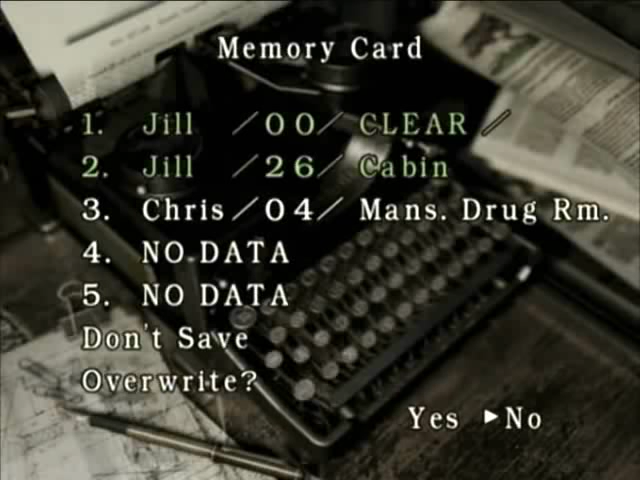 Memory Card
1. Jill /00/ CLEAR /
2. Jill /26/ Cabin
3. Chris/04/ Mans. Drug Rm.
4. NO DATA
5. NO DATA
Don't Save
Overwrite?
Yes ►No